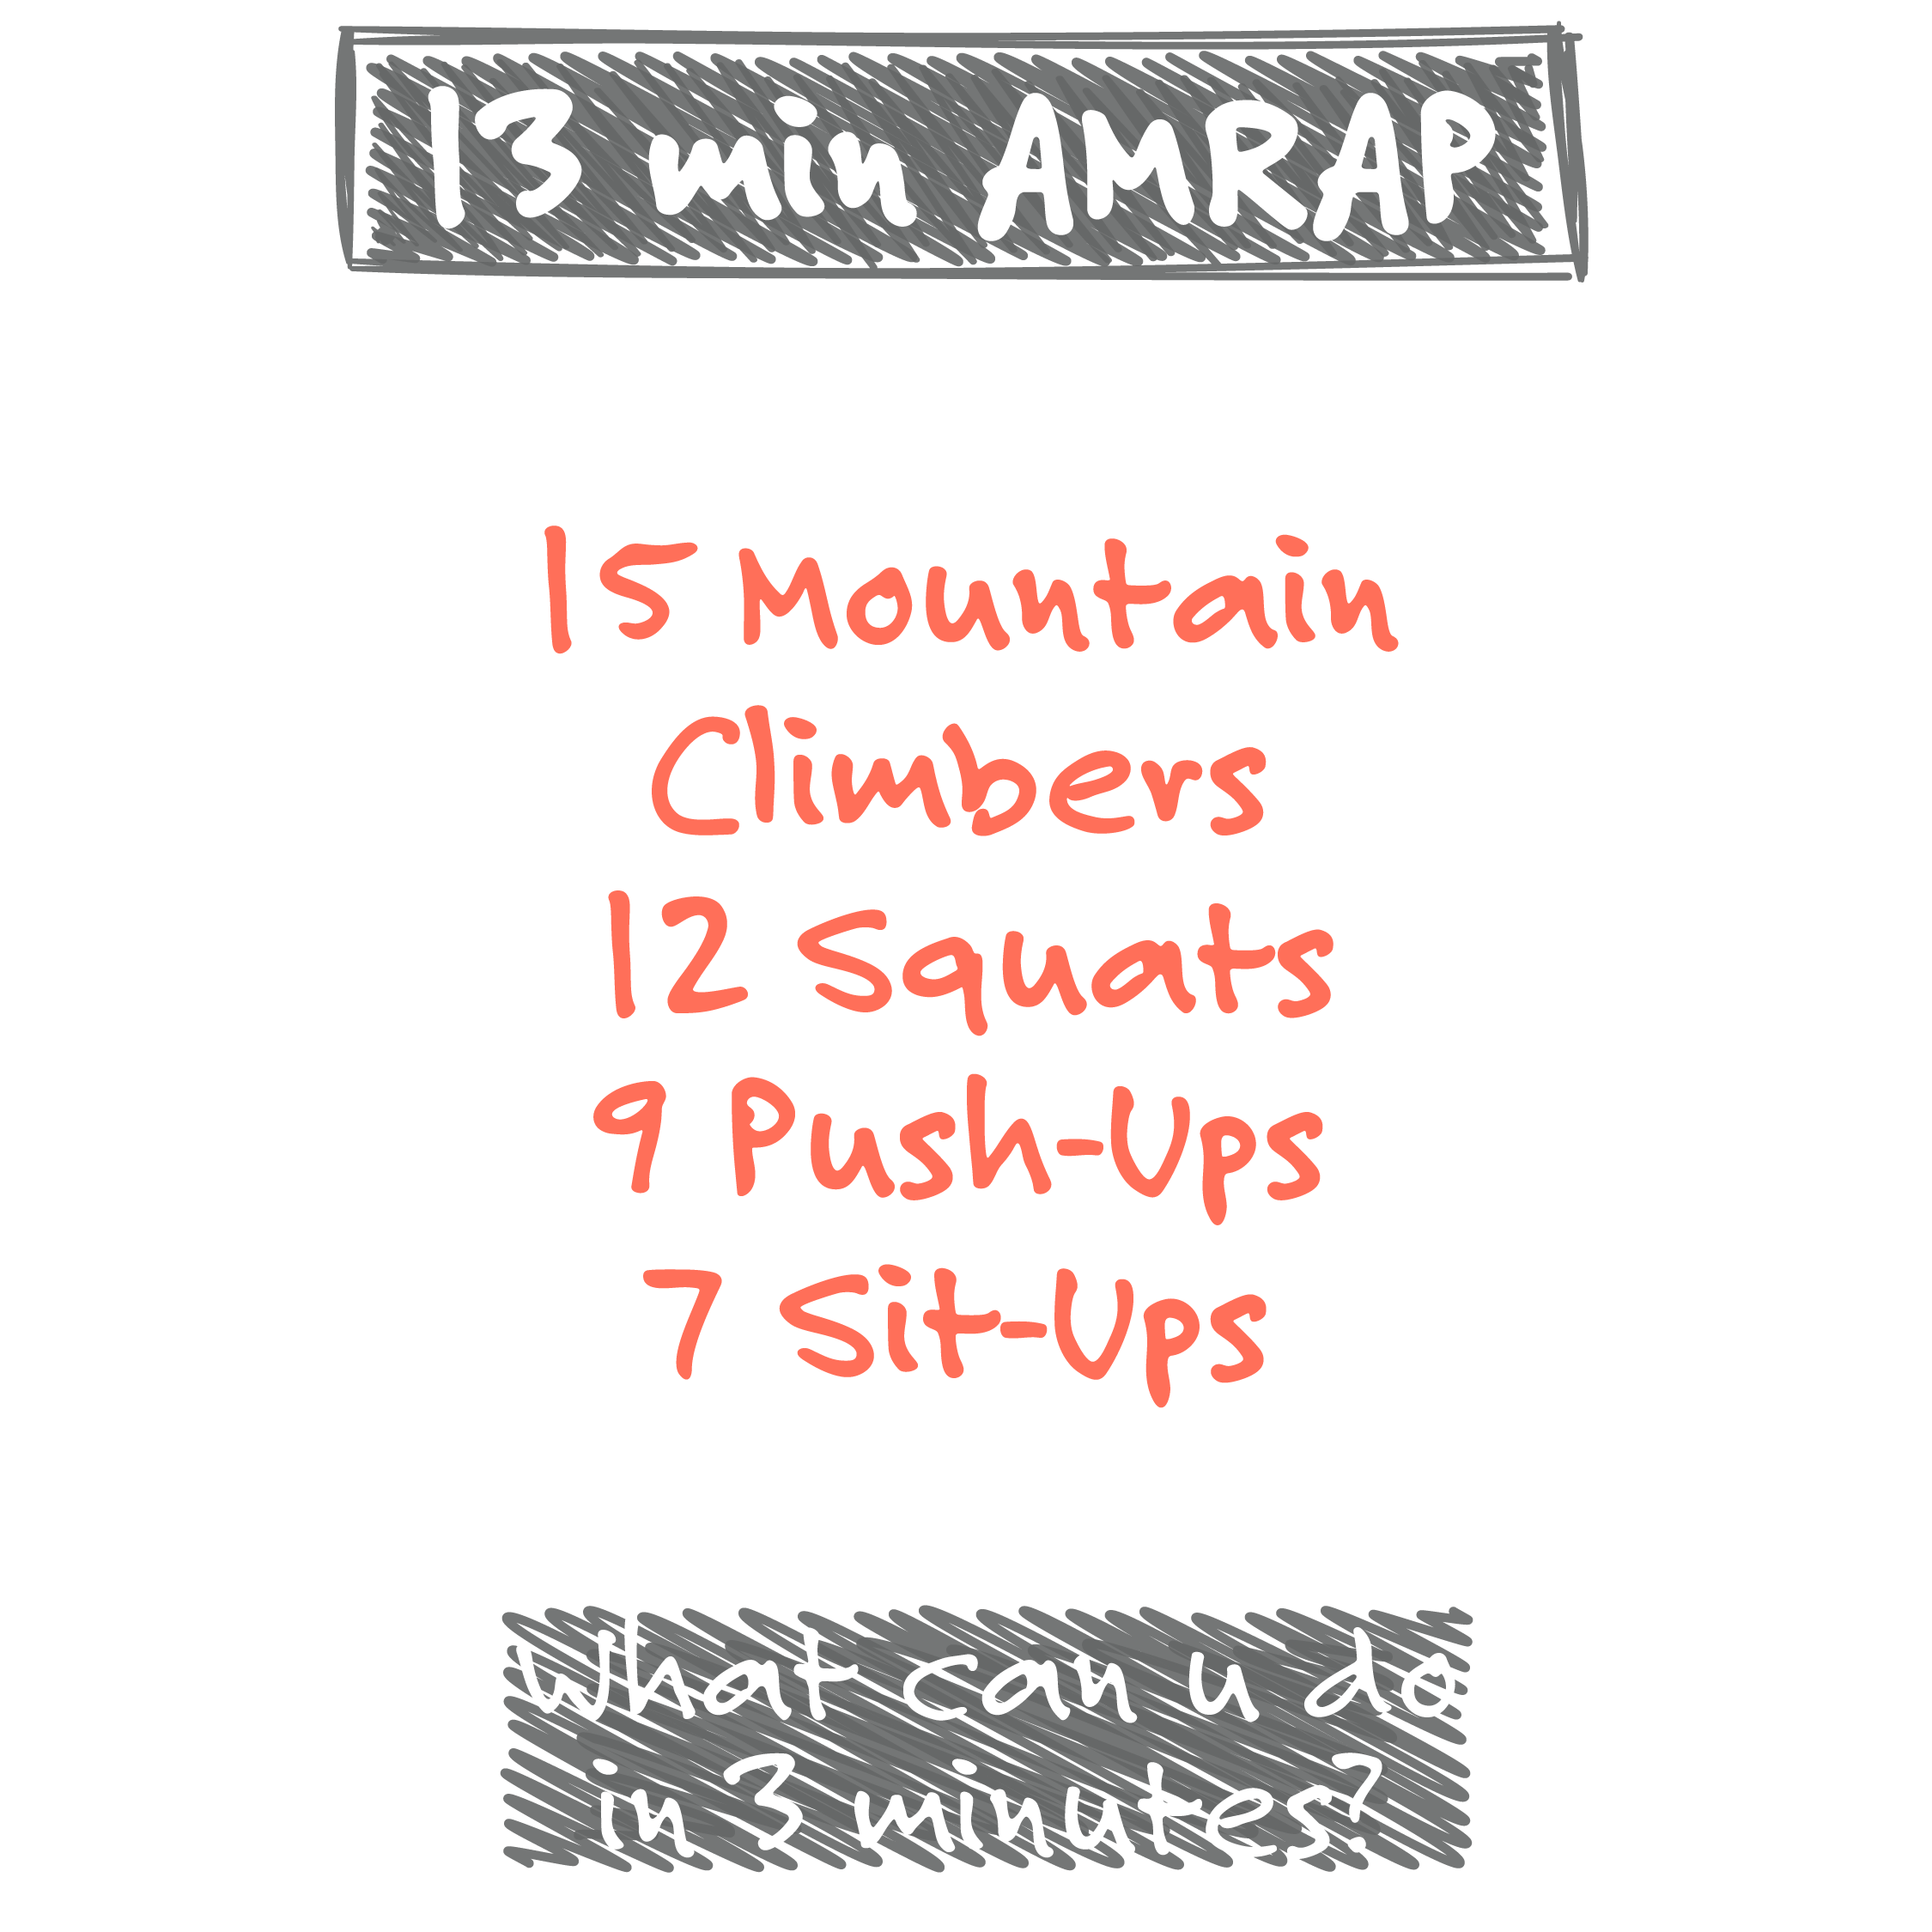 13 min AMRAP
15 Mountain
Climbers
12 Squats
9 Push-Ups
7 Sit-Ups
What can U do
in 3 minutes?